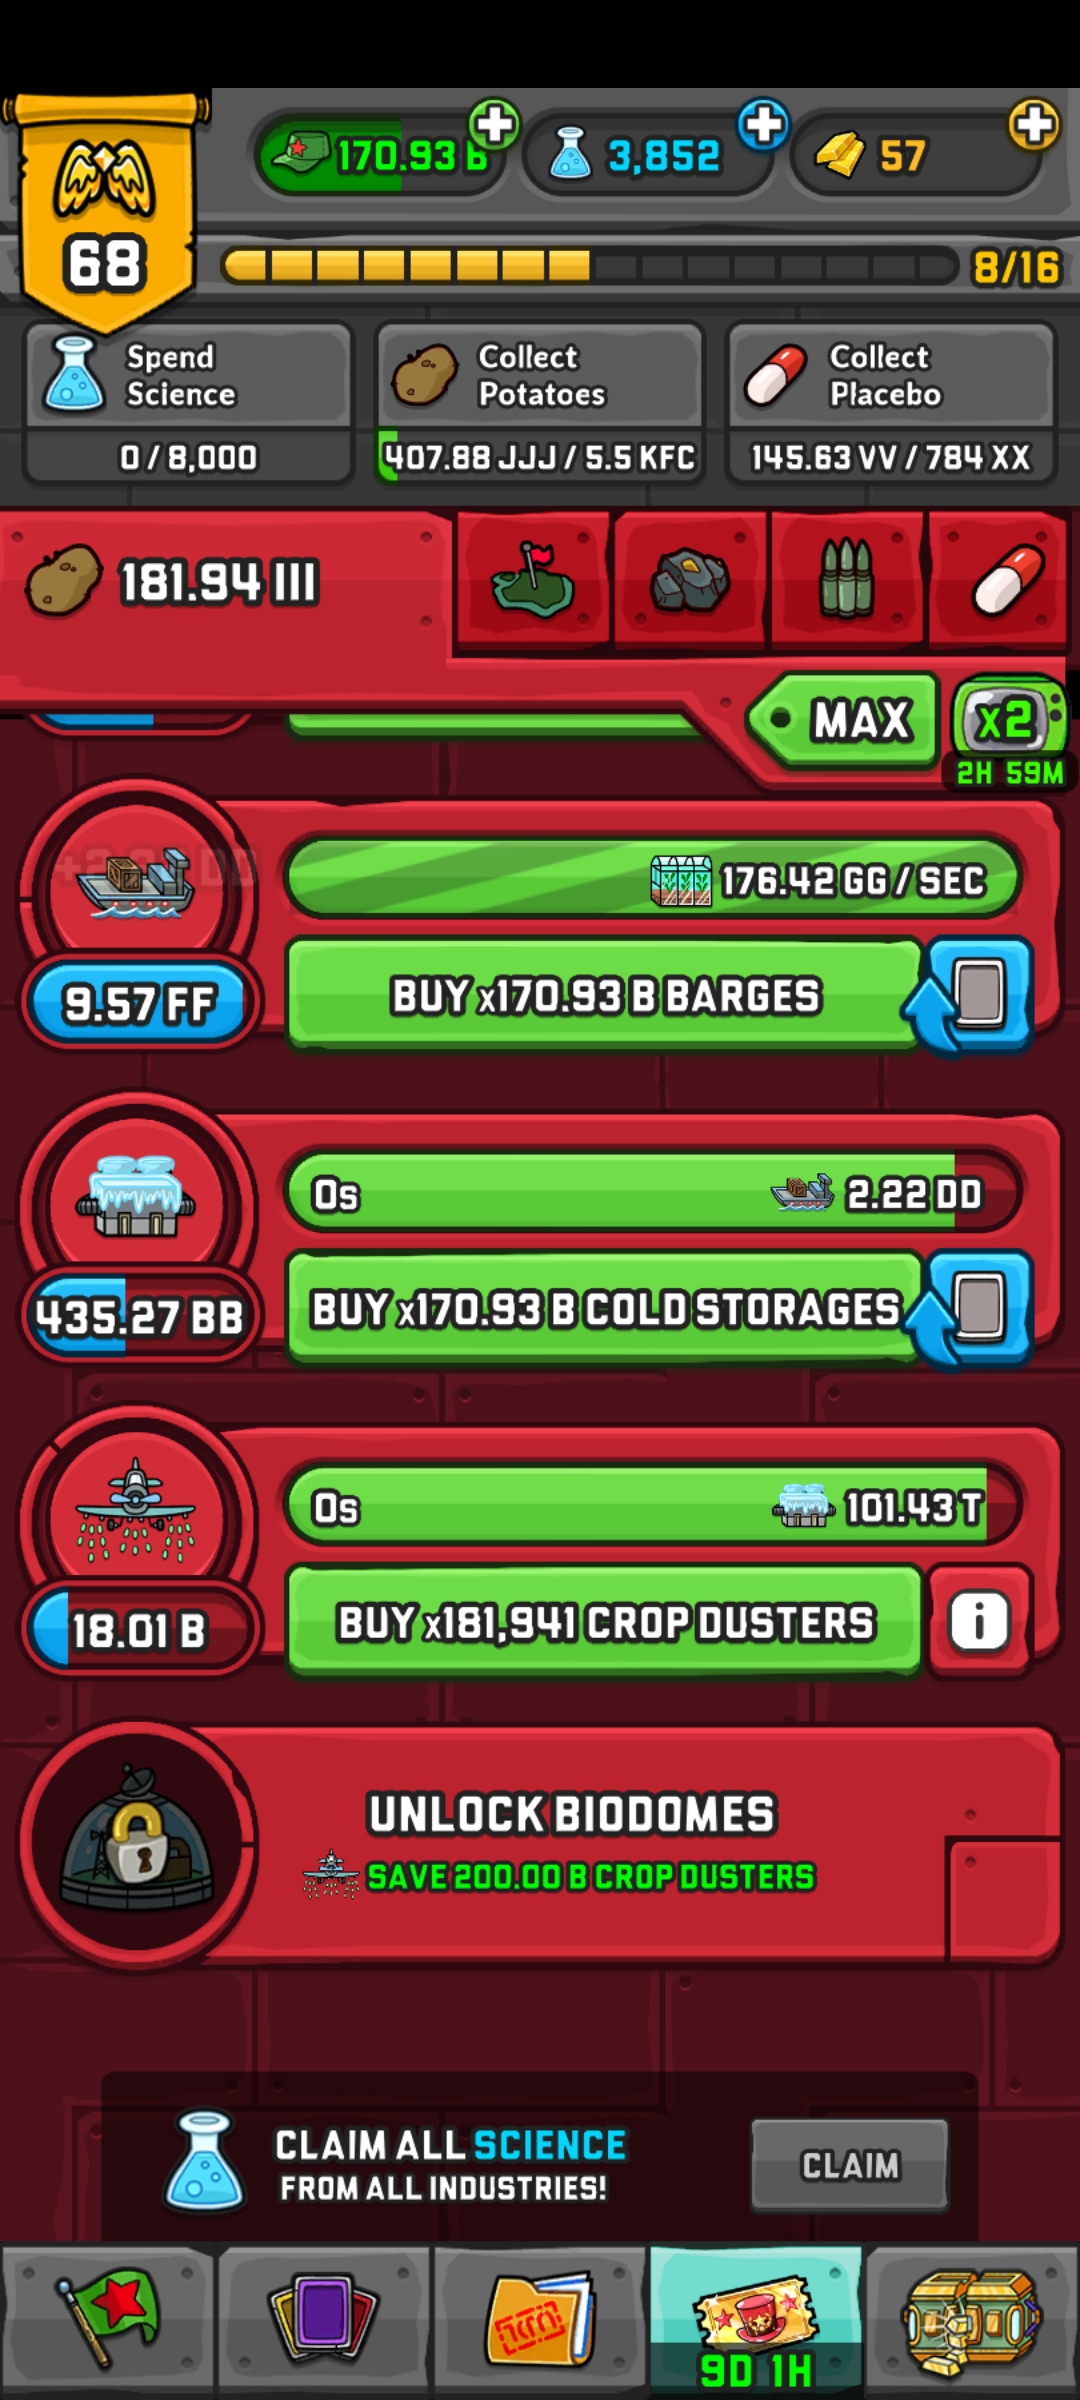 170.93 B
3,852
57
68
8/16
Spend
Science
0 / 8,000
Collect
Potatoes
407.88 JJJ / 5.5 KFC
Collect
Placebo
145.63 VV / 784 XX
181.94 III
MAX
x2
2H 59M
176.42 GG / SEC
9.57 FF
BUY x170.93 B BARGES
0s
2.22 DD
435.27 BB
BUY x170.93 B COLD STORAGES
0s
101.43 T
18.01 B
BUY x181,941 CROP DUSTERS
i
UNLOCK BIODOMES
SAVE 200.00 B CROP DUSTERS
CLAIM ALL SCIENCE
FROM ALL INDUSTRIES!
CLAIM
9D 1H